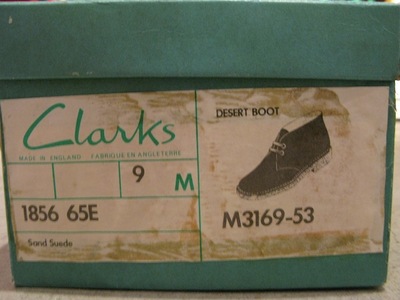 Clarks
MADE IN ENGLAND FABRIQUE EN ANGLETERRE
9 M
1856 65E
Sand Suede
DESERT BOOT
M3169-53